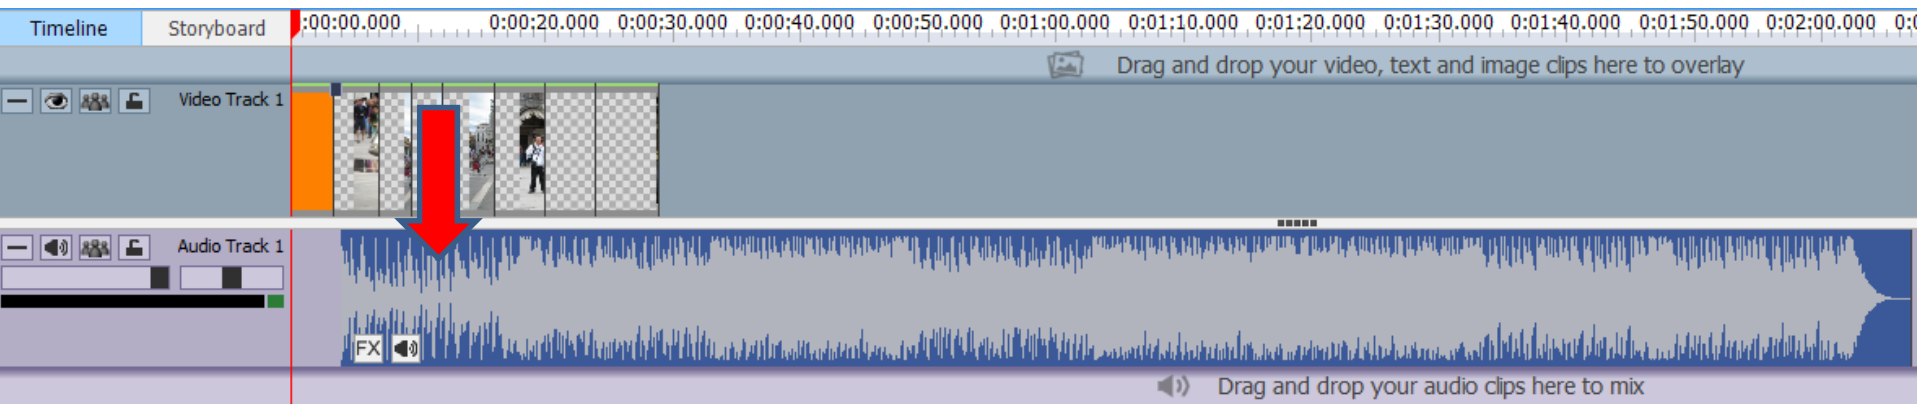 Timeline Storyboard :00:00.000 0:00:20.000 0:00:30.000 0:00:40.000 0:00:50.000 0:01:00.000 0:01:10.000 0:01:20.000 0:01:30.000 0:01:40.000 0:01:50.000 0:02:00.000 0:0
Drag and drop your video, text and image clips here to overlay
Video Track 1
Audio Track 1
FX
Drag and drop your audio clips here to mix